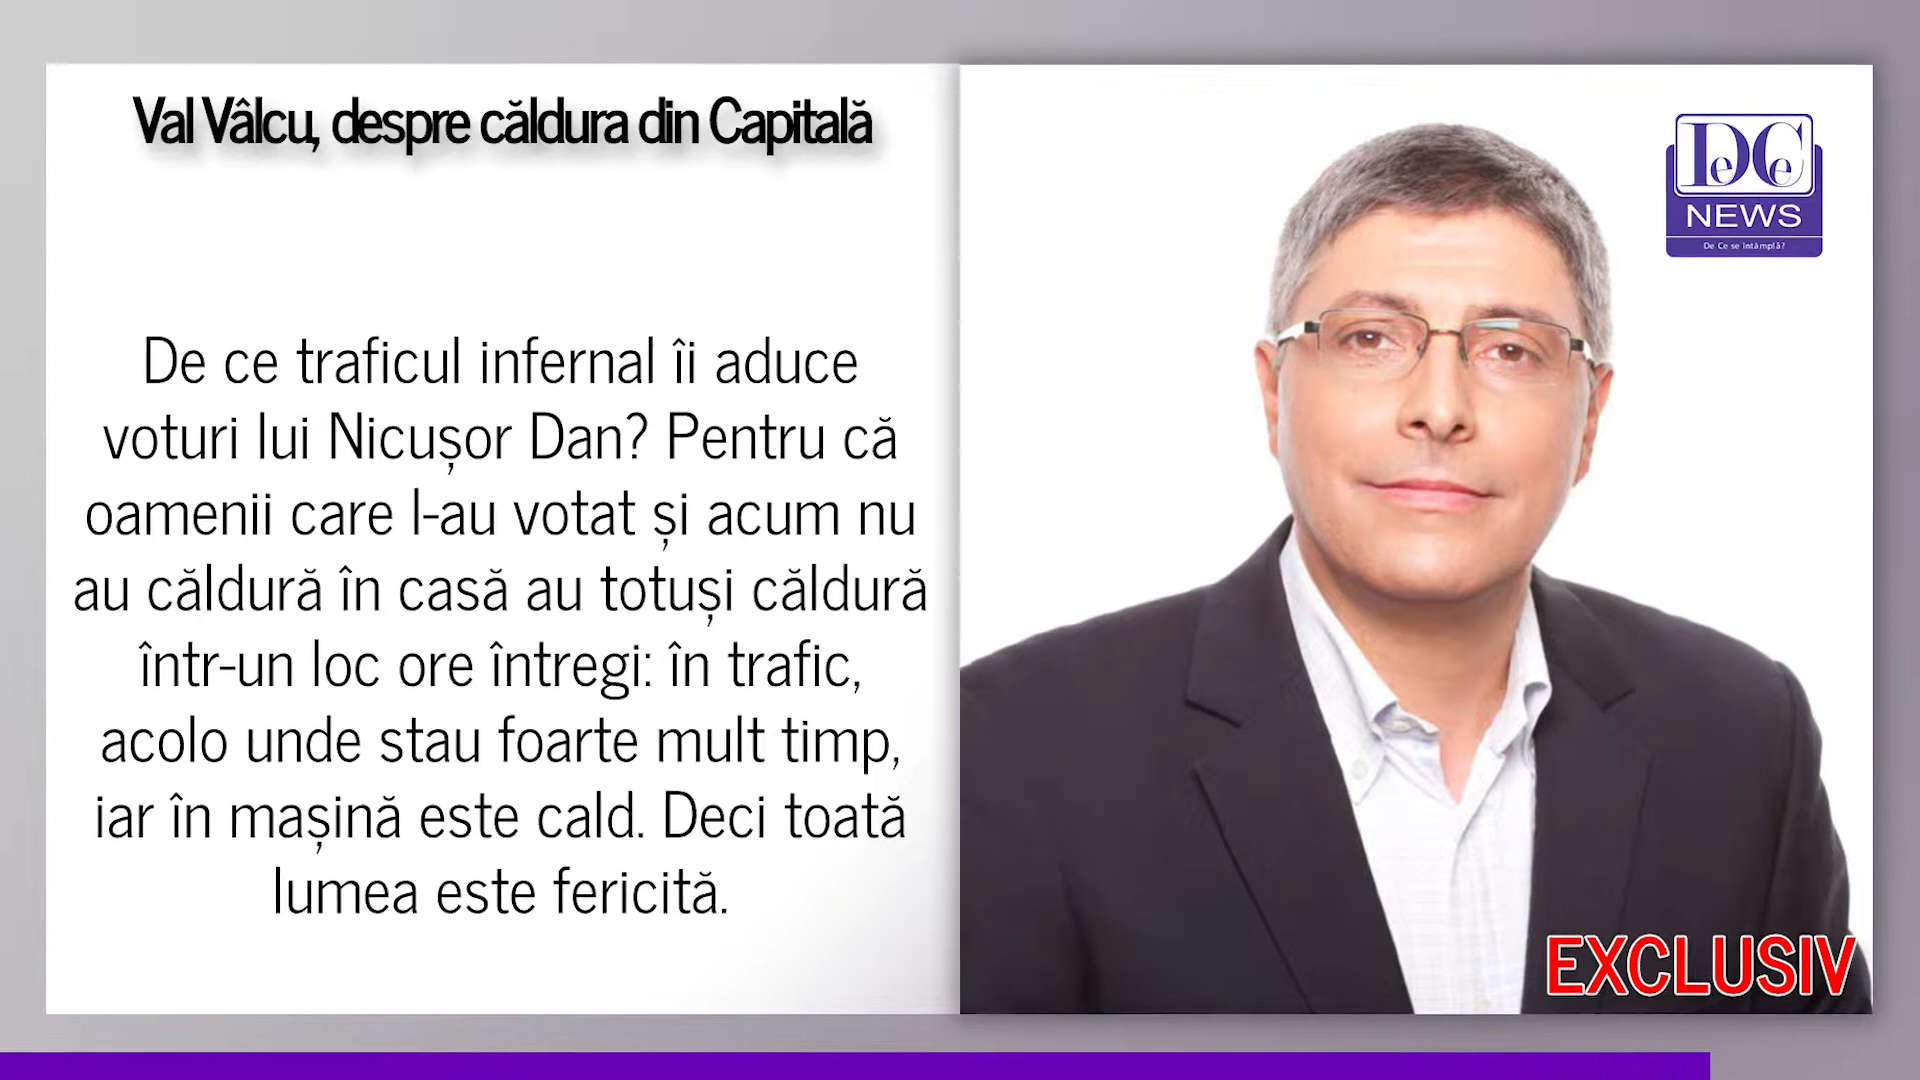 Val Vâlcu, despre căldura din Capitală
De ce traficul infernal îi aduce
voturi lui Nicușor Dan? Pentru că
oamenii care l-au votat și acum nu
au căldură în casă au totuși căldură
într-un loc ore întregi: în trafic,
acolo unde stau foarte mult timp,
iar în mașină este cald. Deci toată
lumea este fericită.
DeCe
NEWS
De Ce se întâmplă?
EXCLUSIV